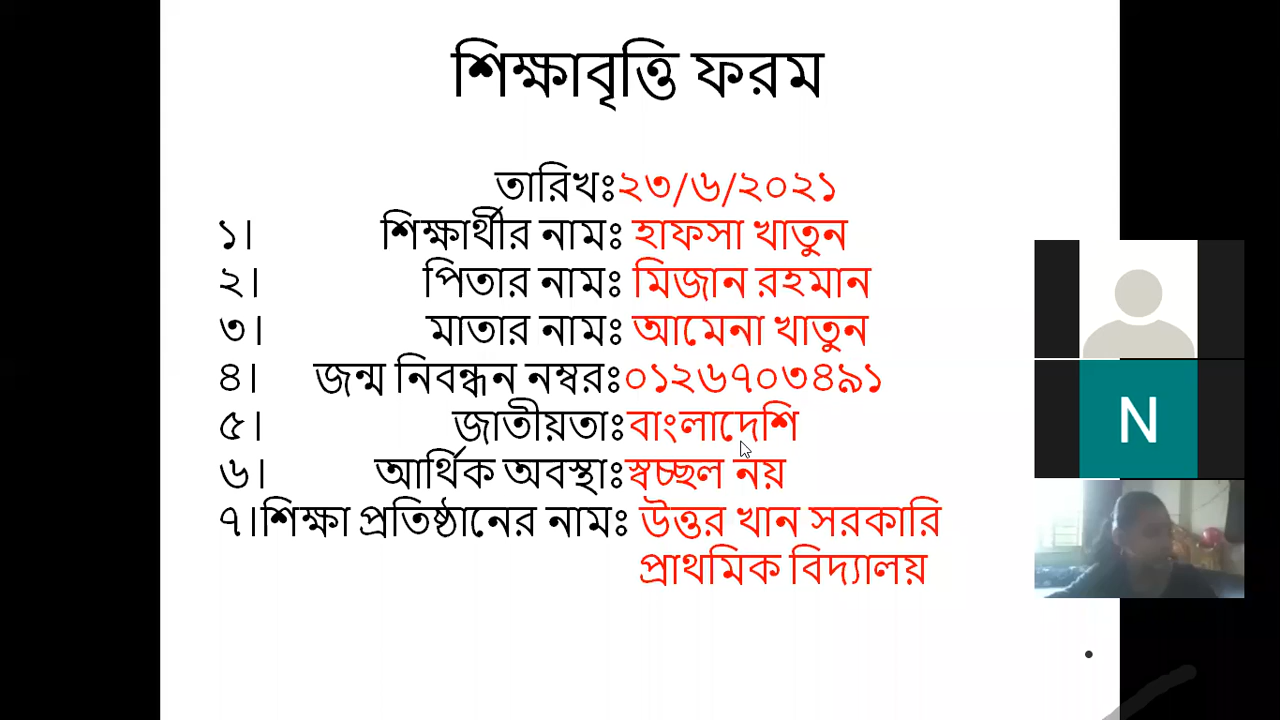 শিক্ষাবৃত্তি ফরম
তারিখঃ২৩/৬/২০২১
১। শিক্ষার্থীর নামঃ হাফসা খাতুন
২। পিতার নামঃ মিজান রহমান
৩। মাতার নামঃ আমেনা খাতুন
৪। জন্ম নিবন্ধন নম্বরঃ০১২৬৭০৩৪৯১
৫। জাতীয়তাঃবাংলাদেশি
৬। আর্থিক অবস্থাঃস্বচ্ছল নয়
৭।শিক্ষা প্রতিষ্ঠানের নামঃ উত্তর খান সরকারি
প্রাথমিক বিদ্যালয়
N